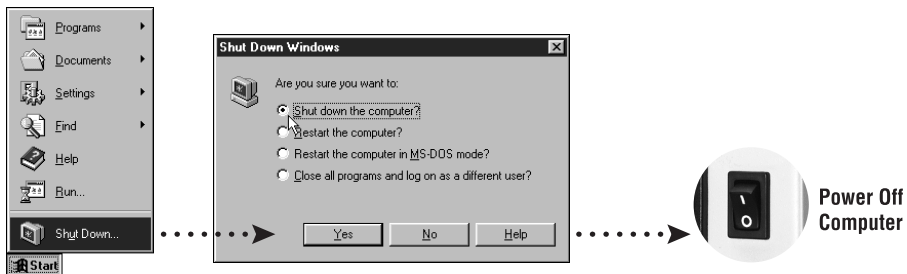 Programs
Documents
Settings
Find
Help
Run...
Shut Down...
Start
Shut Down Windows
Are you sure you want to:
Shut down the computer?
Restart the computer?
Restart the computer in MS-DOS mode?
Close all programs and log on as a different user?
Yes
No
Help
Power Off
Computer